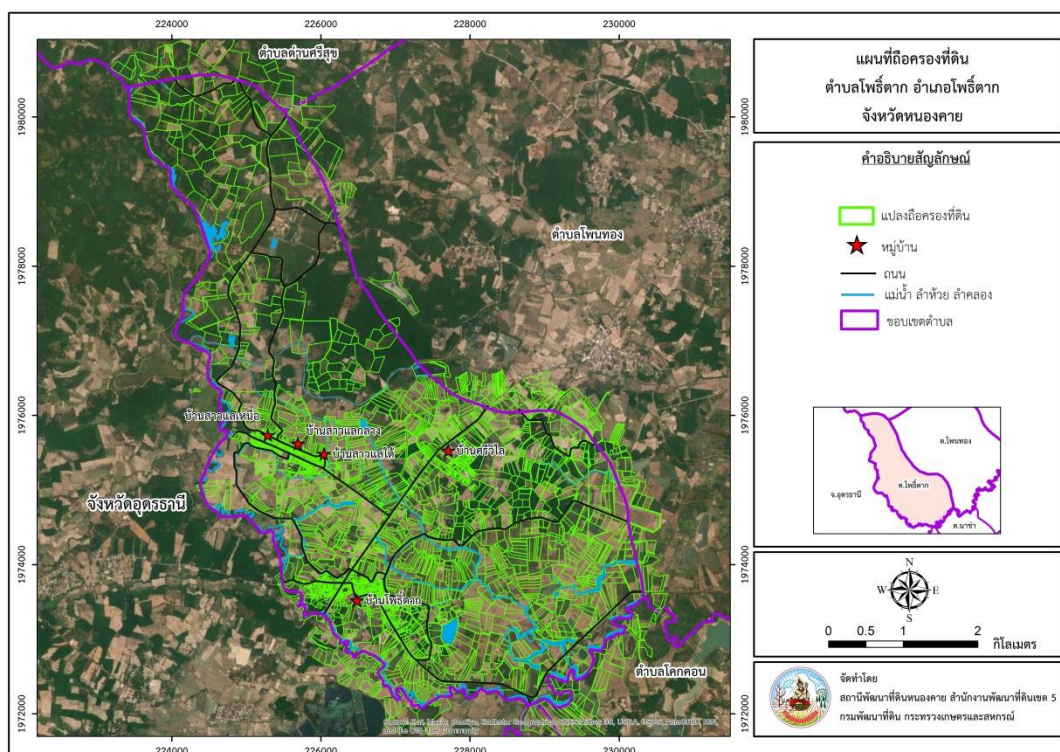 224000 226000 228000 230000
1980000
1978000
1976000
1974000
1972000
ตำบลด่านศรีสุข
ตำบลโพนทอง
บ้านสาวแลเหนือ
บ้านสาวแลกลาง
บ้านสาวแลใต้
บ้านศรีวิไล
จังหวัดอุดรธานี
บ้านโพธิ์ตาก
ตำบลโคกคอน
1980000
1978000
1976000
1974000
1972000
224000 226000 228000 230000
แผนที่ถือครองที่ดิน
ตำบลโพธิ์ตาก อำเภอโพธิ์ตาก
จังหวัดหนองคาย
คำอธิบายสัญลักษณ์
แปลงถือครองที่ดิน
หมู่บ้าน
ถนน
แม่น้ำ ลำห้วย ลำคลอง
ขอบเขตตำบล
ต.โพนทอง
ต.โพธิ์ตาก
จ.อุดรธานี
ต.นาข่า
N
W E
S
0 0.5 1 2
กิโลเมตร
จัดทำโดย
สถานีพัฒนาที่ดินหนองคาย สำนักงานพัฒนาที่ดินเขต 5
กรมพัฒนาที่ดิน กระทรวงเกษตรและสหกรณ์